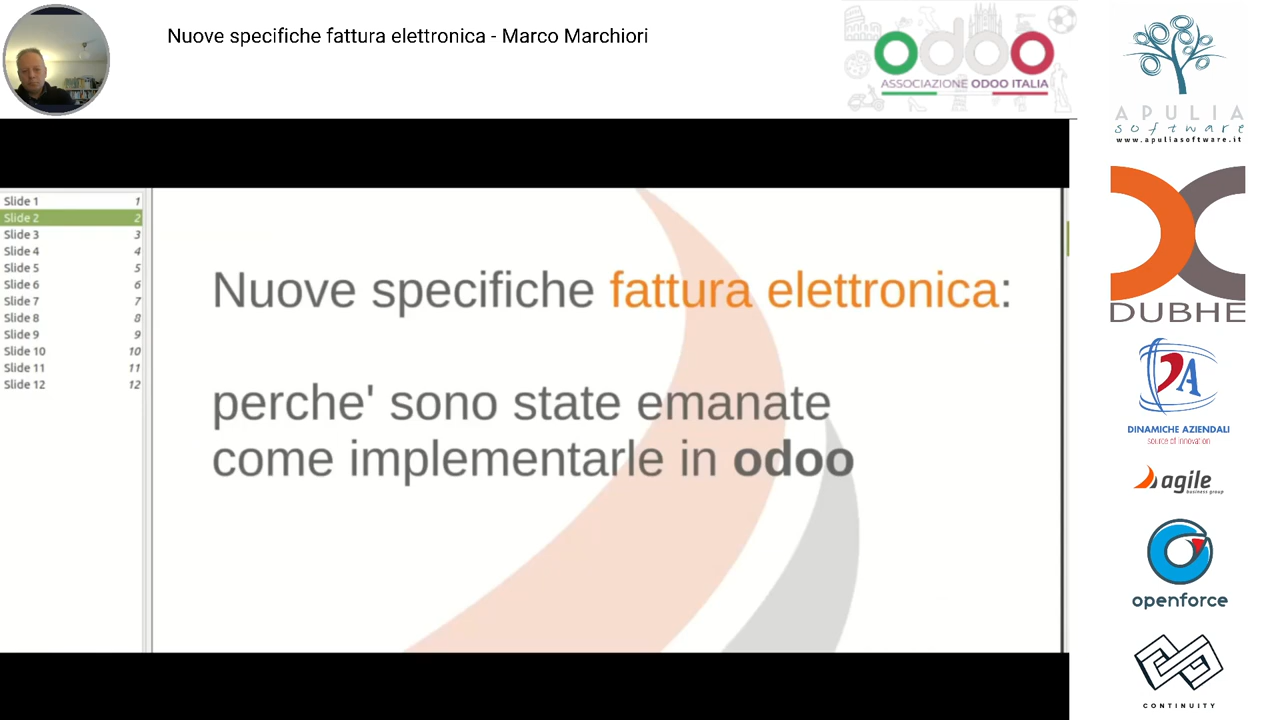 Nuove specifiche fattura elettronica - Marco Marchiori
odoo
ASSOCIAZIONE ODOO ITALIA
Slide 1 1
Slide 2 2
Slide 3 3
Slide 4 4
Slide 5 5
Slide 6 6
Slide 7 7
Slide 8 8
Slide 9 9
Slide 10 10
Slide 11 11
Slide 12 12
Nuove specifiche fattura elettronica:
perche' sono state emanate
come implementarle in odoo
APULIA
software
www.apuliasoftware.it
DUBHE
DINAMICHE AZIENDALI
source of innovation
agile
business group
openforce
CONTINUITY